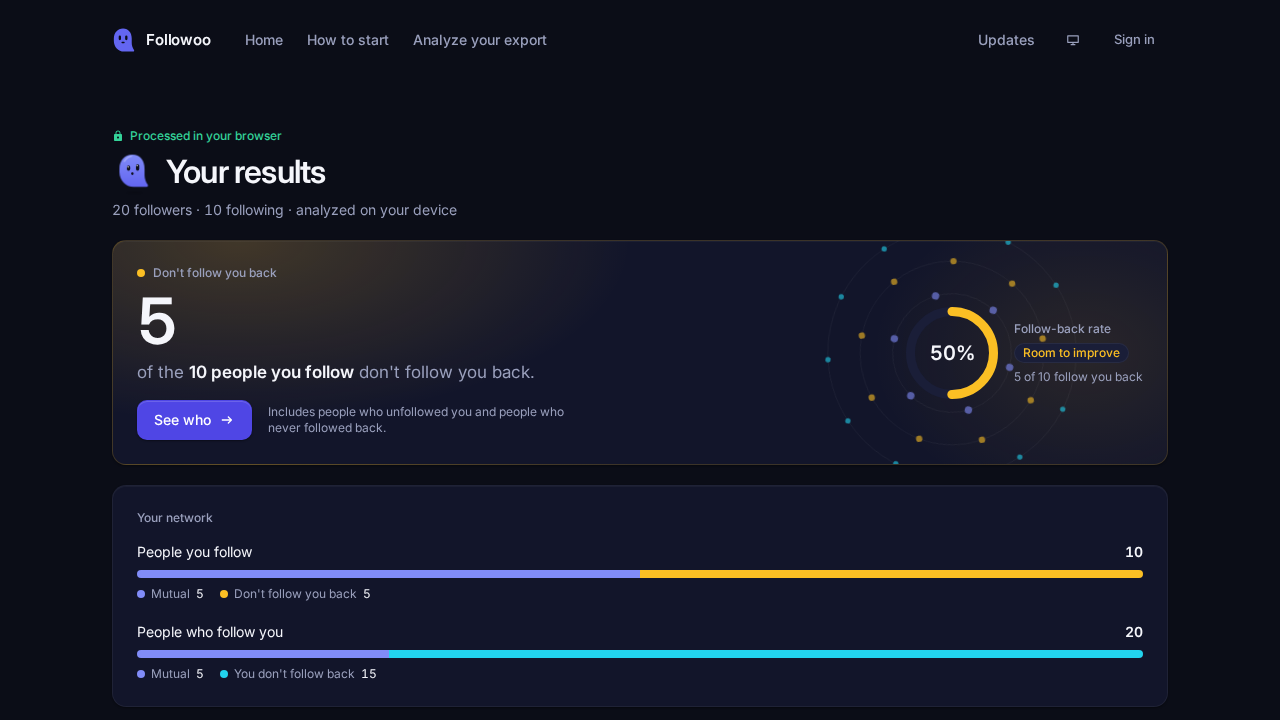 Followoo
Home
How to start
Analyze your export
Updates
Sign in
Processed in your browser
Your results
20 followers · 10 following · analyzed on your device
Don't follow you back
5
of the 10 people you follow don't follow you back.
See who →
Includes people who unfollowed you and people who
never followed back.
50%
Follow-back rate
Room to improve
5 of 10 follow you back
Your network
People you follow 10
Mutual 5 Don't follow you back 5
People who follow you 20
Mutual 5 You don't follow back 15